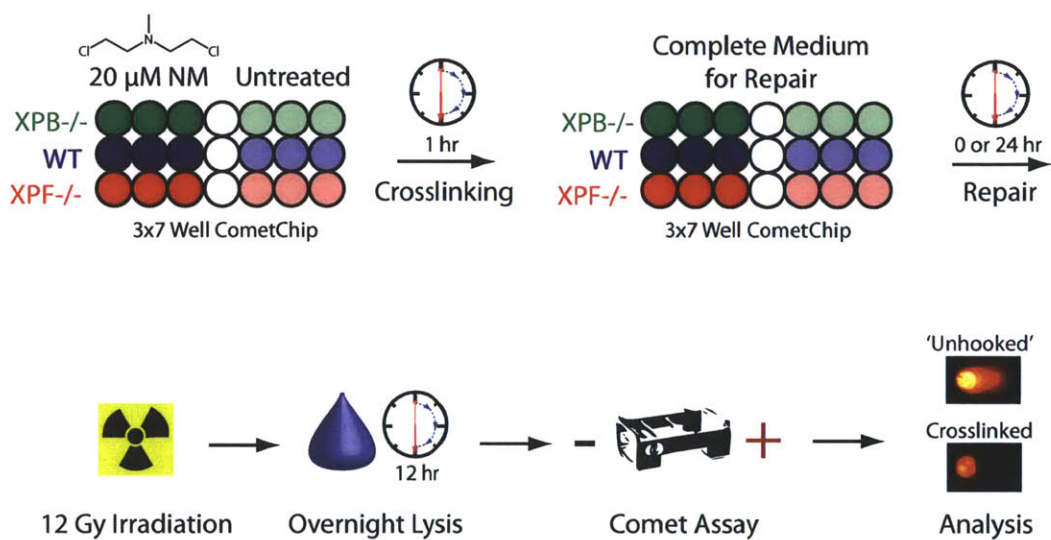 Cl N Cl
20 µM NM Untreated
XPB-/-
WT
XPF-/-
3x7 Well CometChip
1 hr
Crosslinking
Complete Medium
for Repair
XPB-/-
WT
XPF-/-
3x7 Well CometChip
0 or 24 hr
Repair
12 Gy Irradiation
12 hr
Overnight Lysis
- +
Comet Assay
'Unhooked'
Crosslinked
Analysis